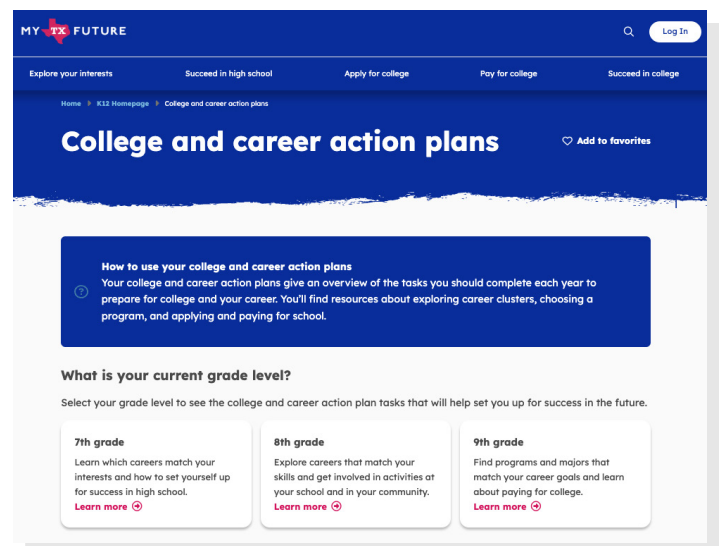 MY TX FUTURE
Log In
Explore your interests
Succeed in high school
Apply for college
Pay for college
Succeed in college
Home
K12 Homepage
College and career action plans
College and career action plans
Add to favorites
How to use your college and career action plans
Your college and career action plans give an overview of the tasks you should complete each year to
prepare for college and your career. You'll find resources about exploring career clusters, choosing a
program, and applying and paying for school.
What is your current grade level?
Select your grade level to see the college and career action plan tasks that will help set you up for success in the future.
7th grade
Learn which careers match your
interests and how to set yourself up
for success in high school.
Learn more
8th grade
Explore careers that match your
skills and get involved in activities at
your school and in your community.
Learn more
9th grade
Find programs and majors that
match your career goals and learn
about paying for college.
Learn more